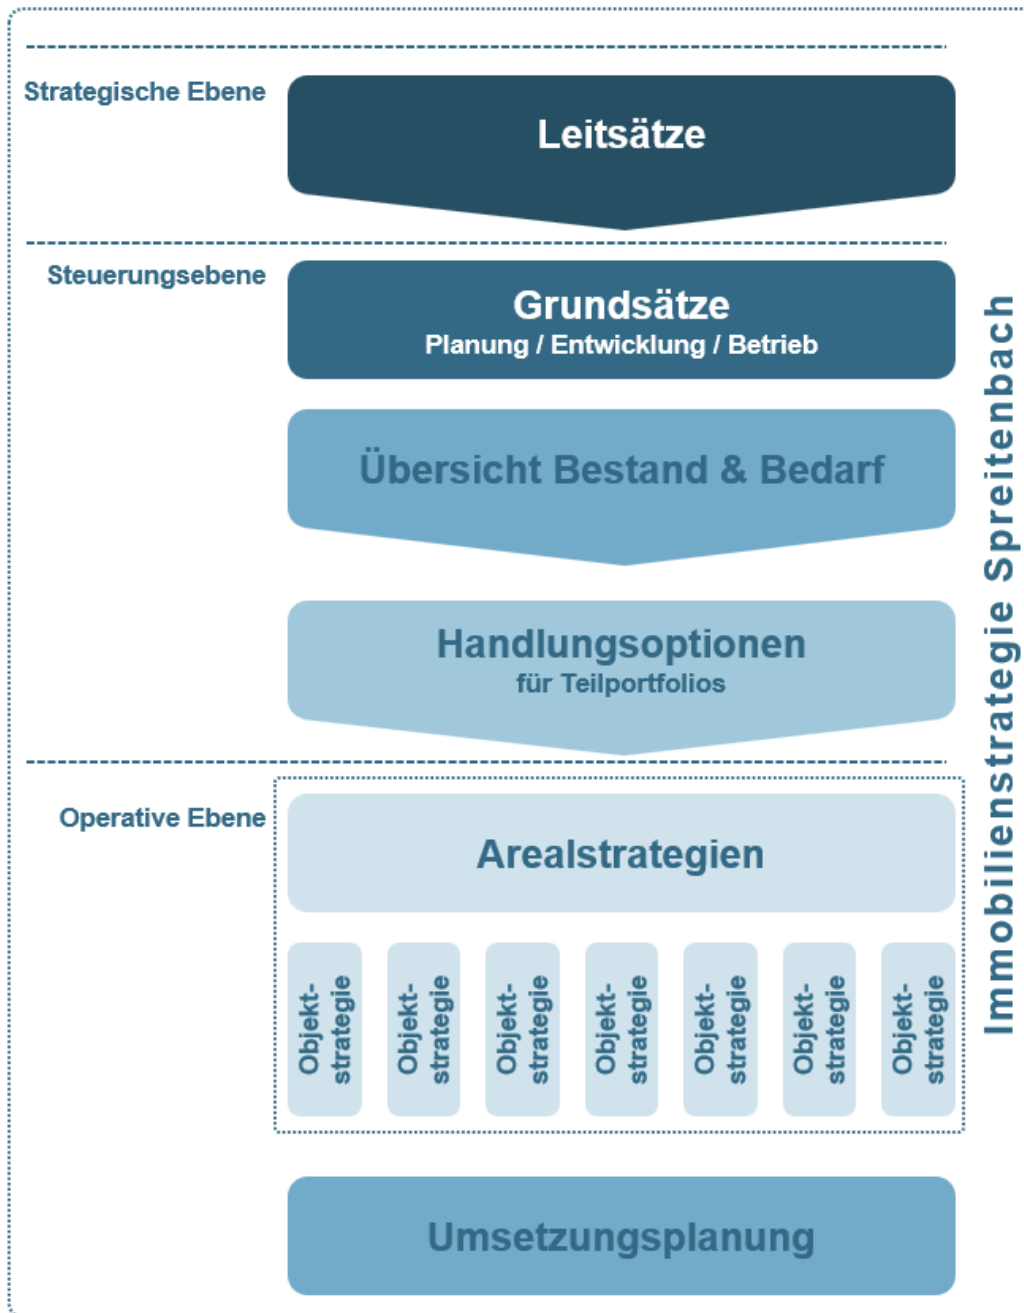 Strategische Ebene
Leitsätze
Steuerungsebene
Grundsätze
Planung / Entwicklung / Betrieb
Übersicht Bestand & Bedarf
Handlungsoptionen
für Teilportfolios
Operative Ebene
Arealstrategien
Objekt-
strategie
Objekt-
strategie
Objekt-
strategie
Objekt-
strategie
Objekt-
strategie
Objekt-
strategie
Objekt-
strategie
Umsetzungsplanung
Immobilienstrategie Spreitenbach